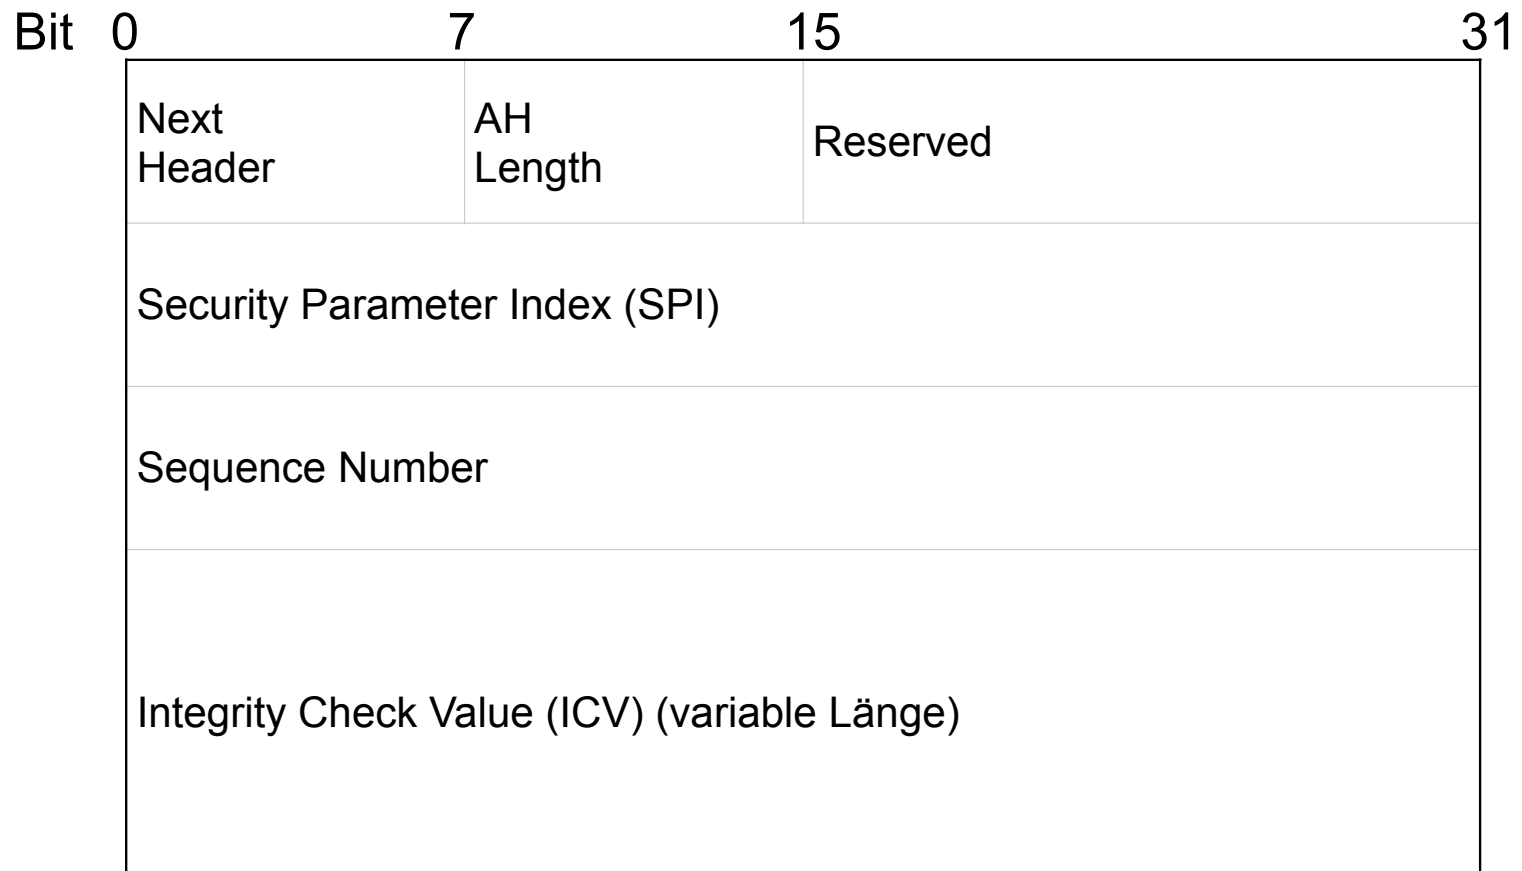 Bit 0 7 15 31
Next Header
AH Length
Reserved
Security Parameter Index (SPI)
Sequence Number
Integrity Check Value (ICV) (variable Länge)